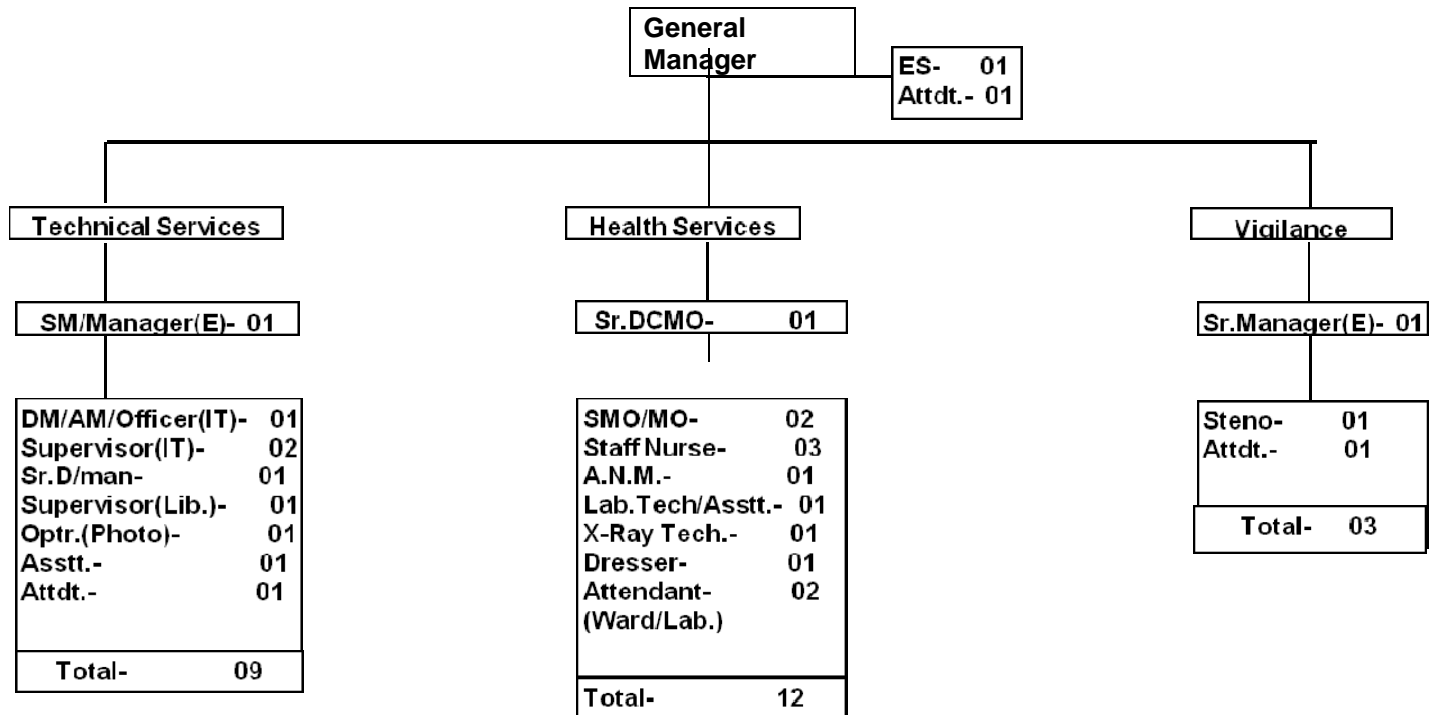 General
Manager
ES- 01
Attdt.- 01
Technical Services
Health Services
Vigilance
SM/Manager(E)- 01
Sr.DCMO- 01
Sr.Manager(E)- 01
DM/AM/Officer(IT)- 01
Supervisor(IT)- 02
Sr.D/man- 01
Supervisor(Lib.)- 01
Optr.(Photo)- 01
Asstt.- 01
Attdt.- 01
Total- 09
SMO/MO- 02
Staff Nurse- 03
A.N.M.- 01
Lab.Tech/Asstt.- 01
X-Ray Tech.- 01
Dresser- 01
Attendant- 02
(Ward/Lab.)
Total- 12
Steno- 01
Attdt.- 01
Total- 03